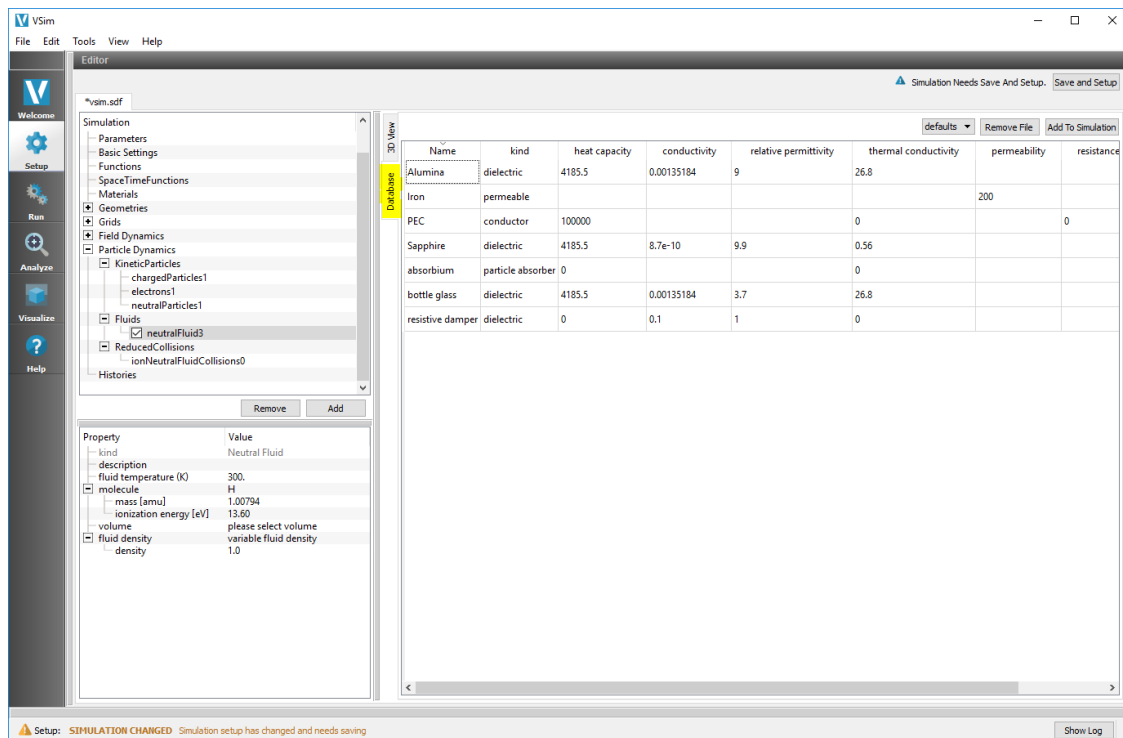 VSim
File Edit Tools View Help
Editor
Simulation Needs Save And Setup. Save and Setup
*vsim.sdf
Welcome
Setup
Run
Analyze
Visualize
Help
Simulation
Parameters
Basic Settings
Functions
SpaceTimeFunctions
Materials
Geometries
Grids
Field Dynamics
Particle Dynamics
KineticParticles
chargedParticles1
electrons1
neutralParticles1
Fluids
neutralFluid3
ReducedCollisions
ionNeutralFluidCollisions0
Histories
Remove Add
Property Value
kind Neutral Fluid
description
fluid temperature (K) 300.
molecule H
mass [amu] 1.00794
ionization energy [eV] 13.60
volume please select volume
fluid density variable fluid density
density 1.0
3D View
Database
defaults Remove File Add To Simulation
Name kind heat capacity conductivity relative permittivity thermal conductivity permeability resistance
Alumina dielectric 4185.5 0.00135184 9 26.8
Iron permeable 200
PEC conductor 100000 0 0
Sapphire dielectric 4185.5 8.7e-10 9.9 0.56
absorbium particle absorber 0 0
bottle glass dielectric 4185.5 0.00135184 3.7 26.8
resistive damper dielectric 0 0.1 1 0
Setup: SIMULATION CHANGED Simulation setup has changed and needs saving
Show Log